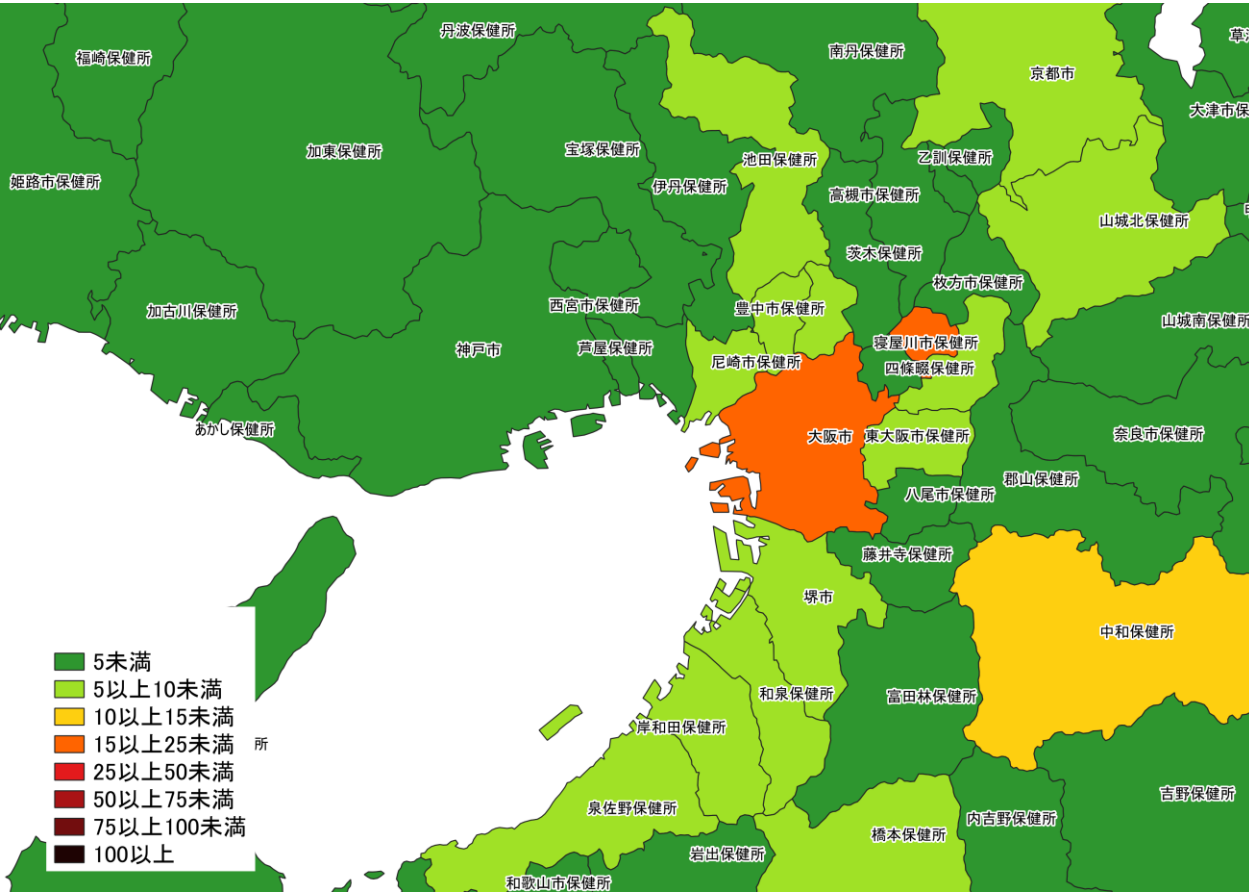 丹波保健所
福崎保健所
南丹保健所
草津
京都市
大津市保
加東保健所
宝塚保健所
池田保健所
乙訓保健所
姫路市保健所
伊丹保健所
高槻市保健所
山城北保健所
茨木保健所
枚方市保健所
加古川保健所
西宮市保健所
豊中市保健所
山城南保健所
神戸市
芦屋保健所
寝屋川市保健所
尼崎市保健所
四條畷保健所
あかし保健所
大阪市
東大阪市保健所
奈良市保健所
郡山保健所
八尾市保健所
藤井寺保健所
堺市
中和保健所
和泉保健所
富田林保健所
岸和田保健所
所
泉佐野保健所
吉野保健所
橋本保健所
内吉野保健所
岩出保健所
和歌山市保健所
5未満
5以上10未満
10以上15未満
15以上25未満
25以上50未満
50以上75未満
75以上100未満
100以上